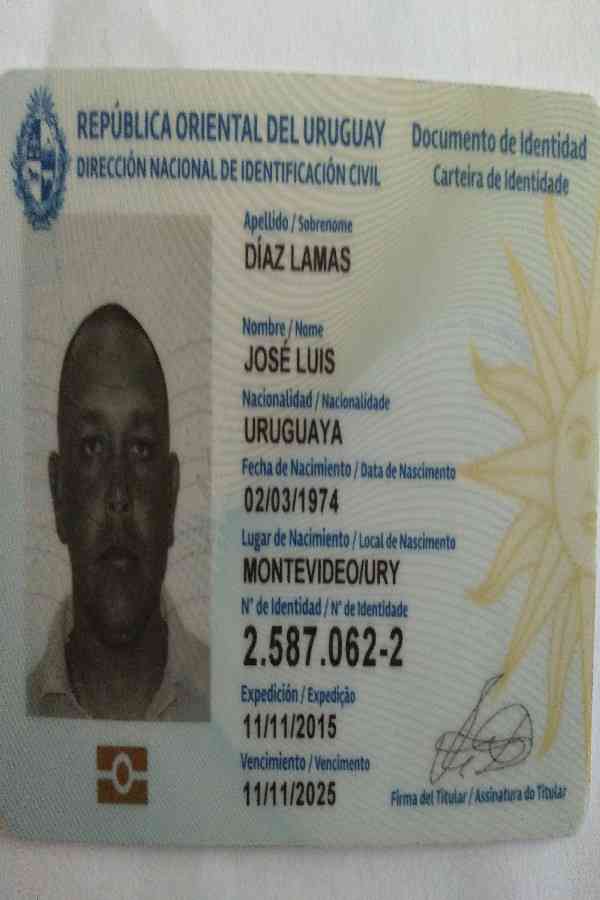 REPÚBLICA ORIENTAL DEL URUGUAY
DIRECCIÓN NACIONAL DE IDENTIFICACIÓN CIVIL
Documento de Identidad
Carteira de Identidade
Apellido / Sobrenome
DÍAZ LAMAS
Nombre / Nome
JOSÉ LUIS
Nacionalidad / Nacionalidade
URUGUAYA
Fecha de Nacimiento / Data de Nascimento
02/03/1974
Lugar de Nacimiento / Local de Nascimento
MONTEVIDEO/URY
N° de Identidad / N° de Identidade
2.587.062-2
Expedición / Expedição
11/11/2015
Vencimiento / Vencimento
11/11/2025
Firma del Titular / Assinatura do Titular